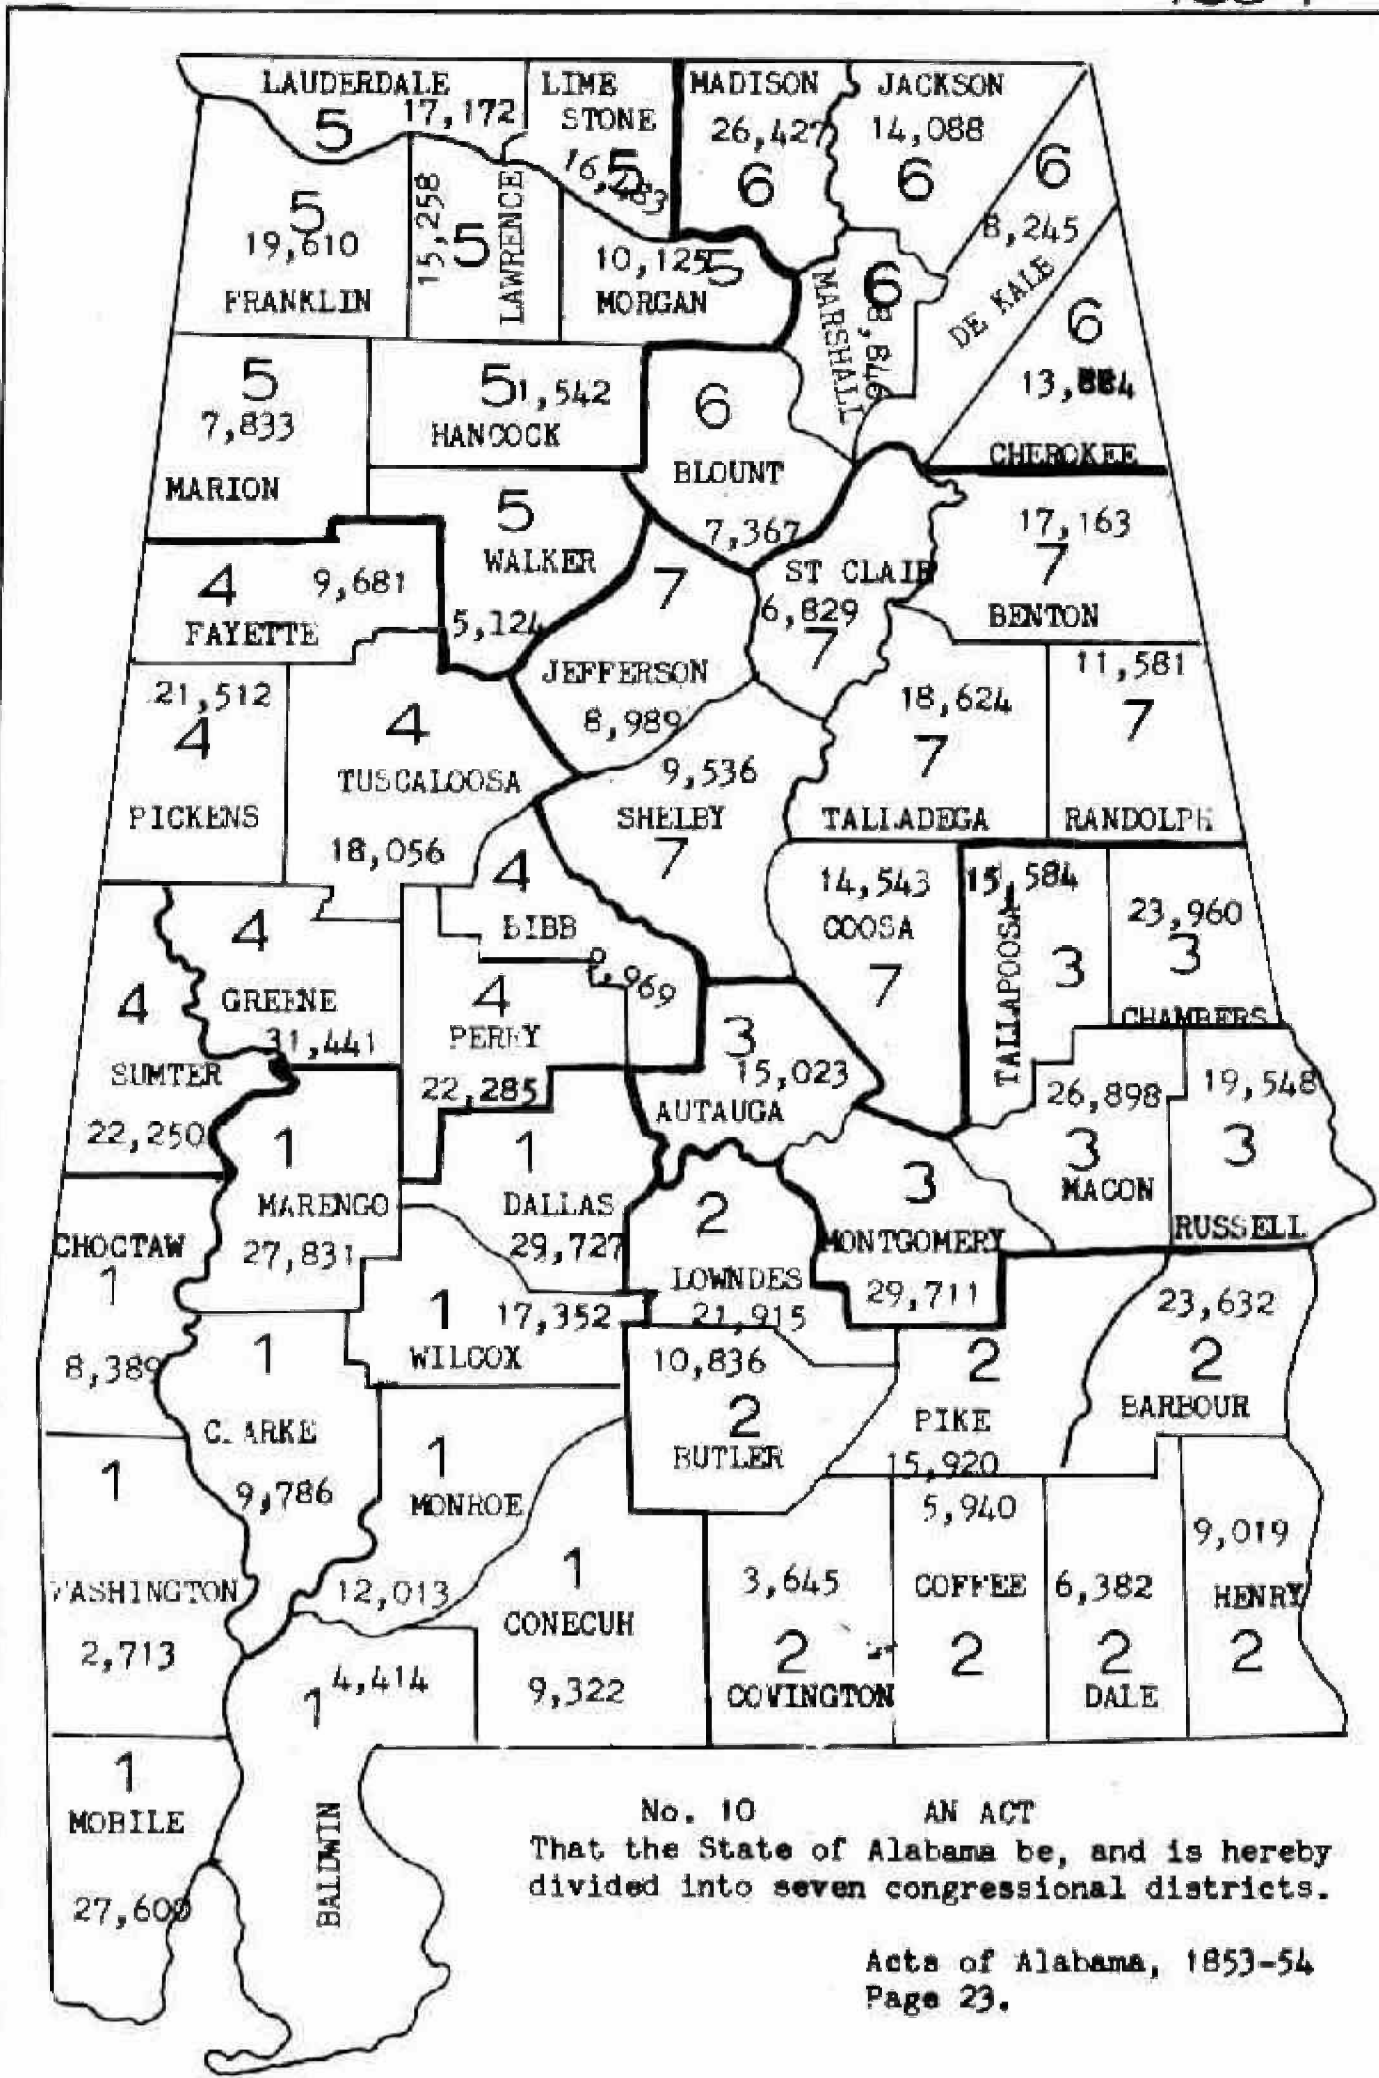 LAUDERDALE
5
17,172
LIME
STONE
5
MADISON
26,427
6
JACKSON
14,088
6
6
8,245
DE KALE
5
19,610
FRANKLIN
15,258
5
LAWRENCE
10,125
5
MORGAN
MARSHALL
6
8,846
6
CHEROKEE
5
7,833
MARION
5
1,542
HANCOCK
6
BLOUNT
7,367
5
WALKER
5,124
4
9,681
FAYETTE
7
JEFFERSON
8,989
ST CLAIR
6,829
7
17,163
7
BENTON
21,512
4
PICKENS
4
TUSCALOOSA
18,056
9,536
SHELBY
7
18,624
7
TALLADEGA
11,581
7
RANDOLPH
4
BIBB
9,969
14,543
COOSA
7
15,584
TALLAPOOSA
3
23,960
3
CHAMBERS
4
GREENE
31,441
4
SUMTER
22,250
4
PERRY
22,285
3
15,023
AUTAUGA
26,898
3
MACON
19,548
3
RUSSELL
1
MARENGO
27,831
1
DALLAS
29,727
2
LOWNDES
21,915
3
MONTGOMERY
29,711
CHOCTAW
1
8,389
1
17,352
WILCOX
10,836
2
BUTLER
2
PIKE
15,920
23,632
2
BARBOUR
1
C ARKE
9,786
1
MONROE
12,013
1
WASHINGTON
2,713
1
CONECUH
9,322
3,645
2
COVINGTON
5,940
COFFEE
2
6,382
2
DALE
9,019
HENRY
2
1
4,414
BALDWIN
1
MOBILE
27,600
No. 10 AN ACT
That the State of Alabama be, and is hereby
divided into seven congressional districts.
Acts of Alabama, 1853-54
Page 23.